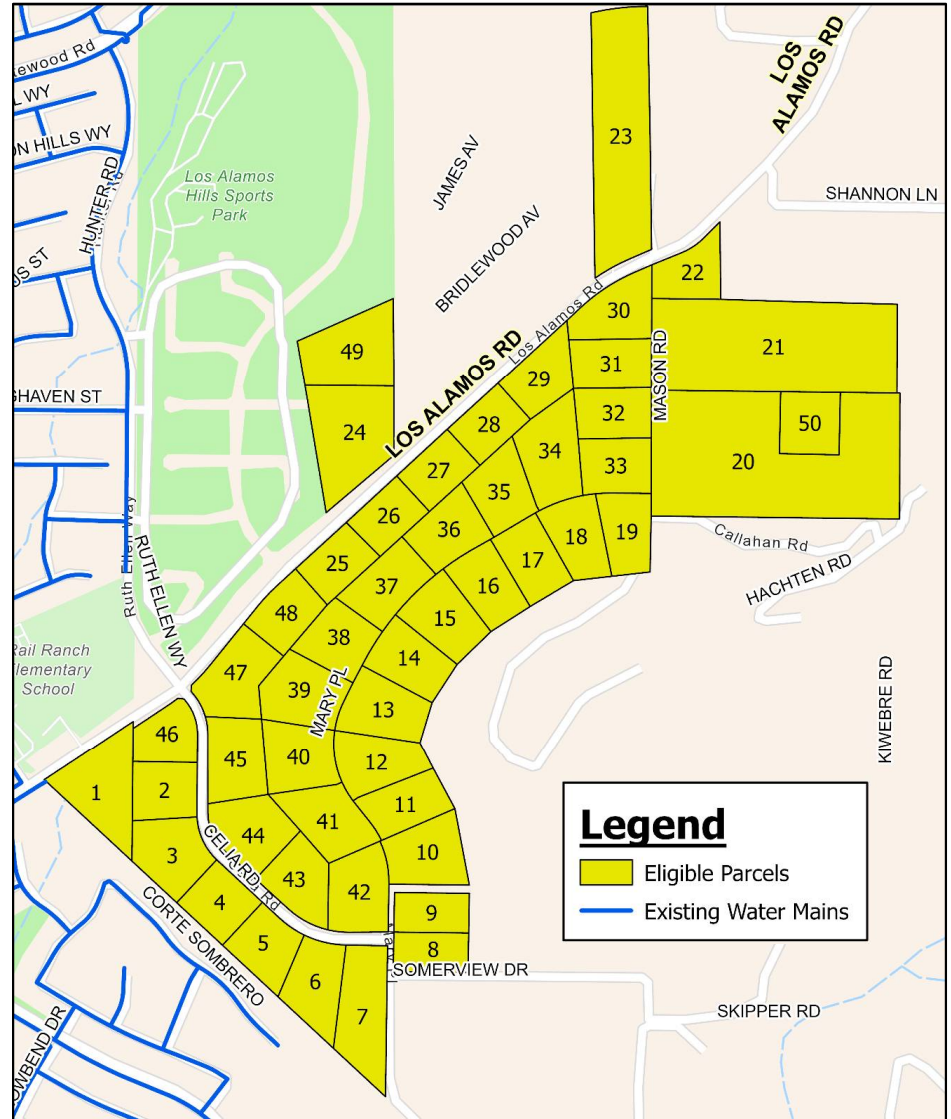 ewood Rd
L WY
ON HILLS WY
HUNTER RD
US ST
GHAVEN ST
Los Alamos
Hills Sports
Park
JAMES AV
BRIDLEWOOD AV
LOS
ALAMOS RD
SHANNON LN
LOS ALAMOS RD
Los Alamos Rd
MASON RD
23
22
30
21
31
29
49
32
28
50
24
34
33
20
27
35
26
36
18
19
17
25
37
16
48
15
38
14
47
39
13
MARY PL
46
45
40
12
1
2
11
44
41
3
10
43
42
4
9
5
8
6
7
Callahan Rd
HACHTEN RD
Ruth Ellen Way
RUTH ELLEN WY
Rail Ranch
Elementary
School
KIWEBRE RD
CELIA RD
Rd
CORTE SOMBRERO
SOMERVIEW DR
SKIPPER RD
OWBEND DR
Legend
Eligible Parcels
Existing Water Mains